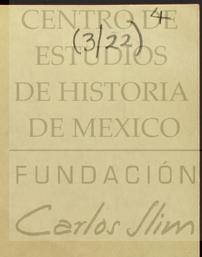 4
CENTRO DE
(3/22)
ESTUDIOS
DE HISTORIA
DE MEXICO
FUNDACIÓN
Carlos Slim